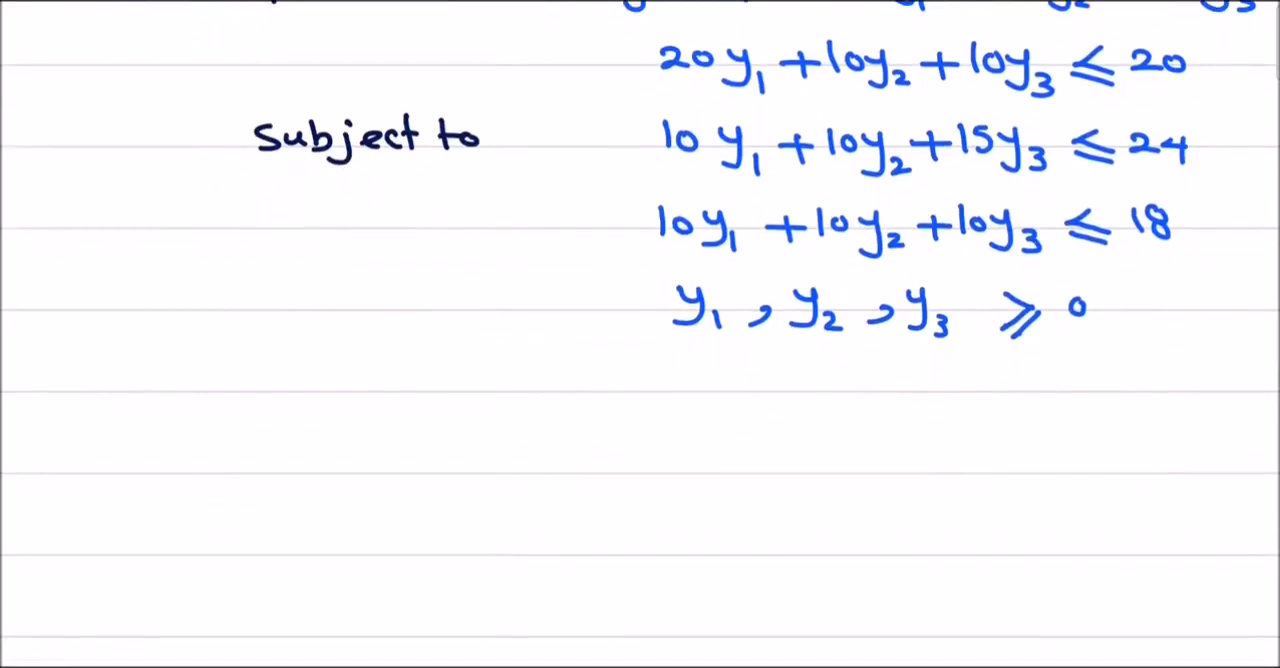 20y₁ + 10y₂ + 10y₃ ≤ 20
subject to 10y₁ + 10y₂ + 15y₃ ≤ 24
10y₁ + 10y₂ + 10y₃ ≤ 18
y₁, y₂, y₃ ≥ 0